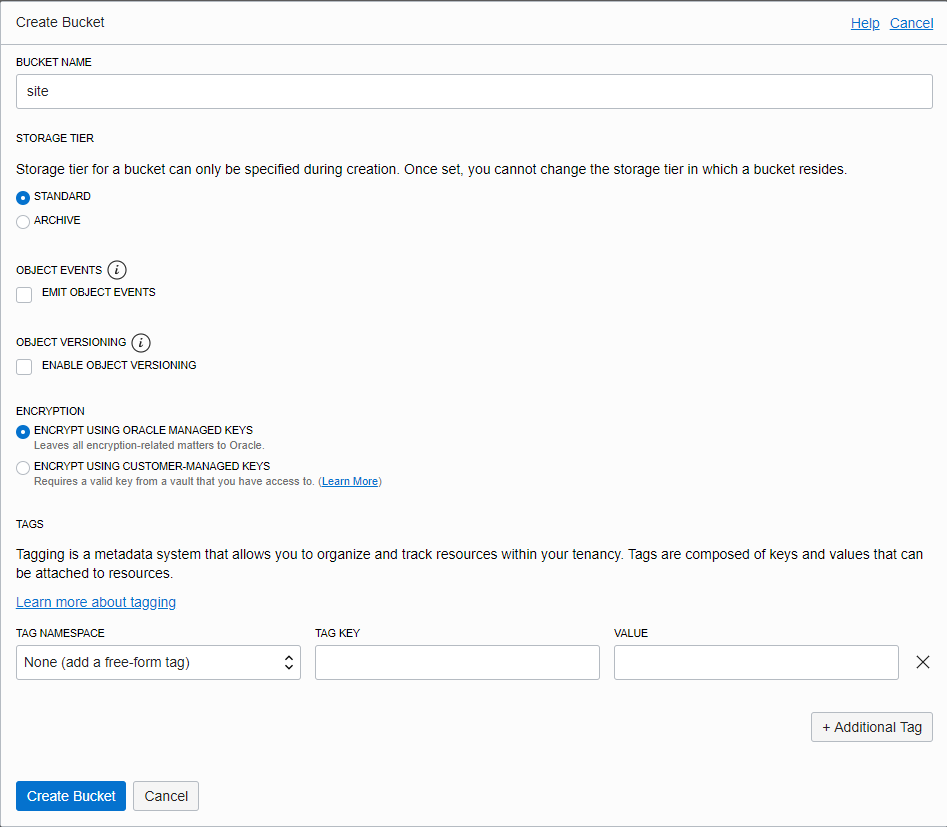 Create Bucket
Help Cancel
BUCKET NAME
site
STORAGE TIER
Storage tier for a bucket can only be specified during creation. Once set, you cannot change the storage tier in which a bucket resides.
STANDARD
ARCHIVE
OBJECT EVENTS i
EMIT OBJECT EVENTS
OBJECT VERSIONING i
ENABLE OBJECT VERSIONING
ENCRYPTION
ENCRYPT USING ORACLE MANAGED KEYS
Leaves all encryption-related matters to Oracle.
ENCRYPT USING CUSTOMER-MANAGED KEYS
Requires a valid key from a vault that you have access to. (Learn More)
TAGS
Tagging is a metadata system that allows you to organize and track resources within your tenancy. Tags are composed of keys and values that can
be attached to resources.
Learn more about tagging
TAG NAMESPACE TAG KEY VALUE
None (add a free-form tag)
+ Additional Tag
Create Bucket Cancel